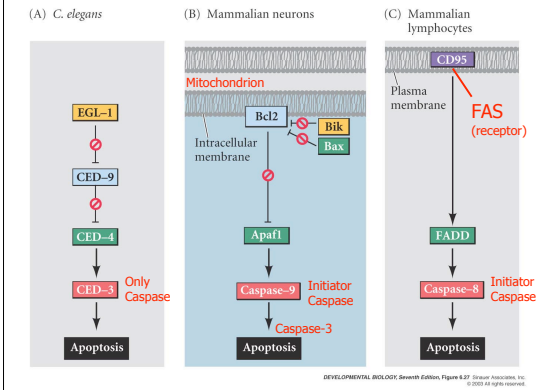 (A) C. elegans
EGL–1
CED–9
CED–4
CED–3
Only
Caspase
Apoptosis
(B) Mammalian neurons
Mitochondrion
Bcl2
Bik
Bax
Intracellular
membrane
Apaf1
Caspase–9
Initiator
Caspase
Caspase-3
Apoptosis
(C) Mammalian
lymphocytes
CD95
Plasma
membrane
FAS
(receptor)
FADD
Caspase–8
Initiator
Caspase
Apoptosis
DEVELOPMENTAL BIOLOGY, Seventh Edition, Figure 6.27 Sinauer Associates, Inc.
© 2003 All rights reserved.